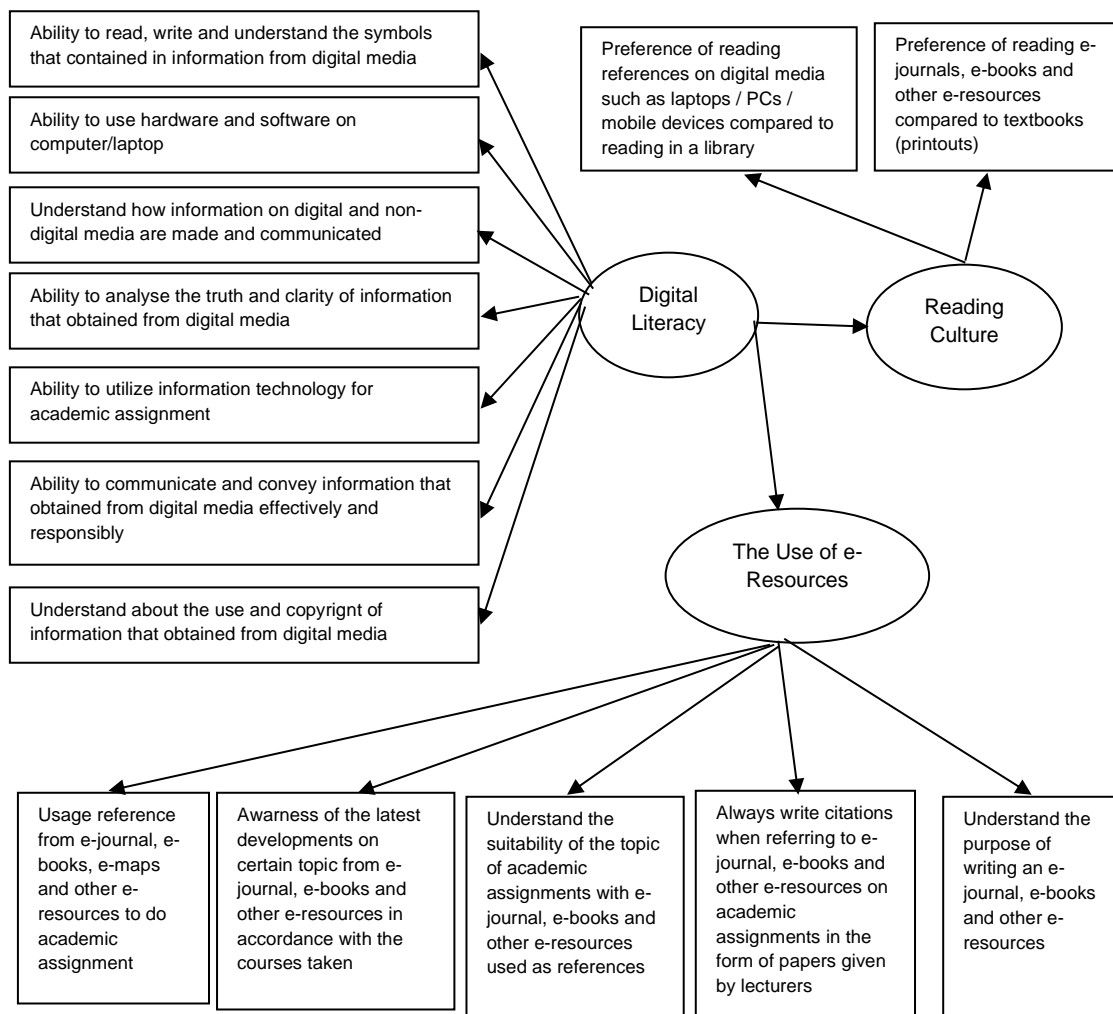 Ability to read, write and understand the symbols
that contained in information from digital media
Ability to use hardware and software on
computer/laptop
Understand how information on digital and non-
digital media are made and communicated
Ability to analyse the truth and clarity of information
that obtained from digital media
Ability to utilize information technology for
academic assignment
Ability to communicate and convey information that
obtained from digital media effectively and
responsibly
Understand about the use and copyrignt of
information that obtained from digital media
Preference of reading
references on digital media
such as laptops / PCs /
mobile devices compared to
reading in a library
Preference of reading e-
journals, e-books and
other e-resources
compared to textbooks
(printouts)
Digital
Literacy
Reading
Culture
The Use of e-
Resources
Usage reference
from e-journal, e-
books, e-maps
and other e-
resources to do
academic
assignment
Awarness of the latest
developments on
certain topic from e-
journal, e-books and
other e-resources in
accordance with the
courses taken
Understand the
suitability of the topic
of academic
assignments with e-
journal, e-books and
other e-resources
used as references
Always write citations
when referring to e-
journal, e-books and
other e-resources on
academic
assignments in the
form of papers given
by lecturers
Understand the
purpose of
writing an e-
journal, e-books
and other e-
resources